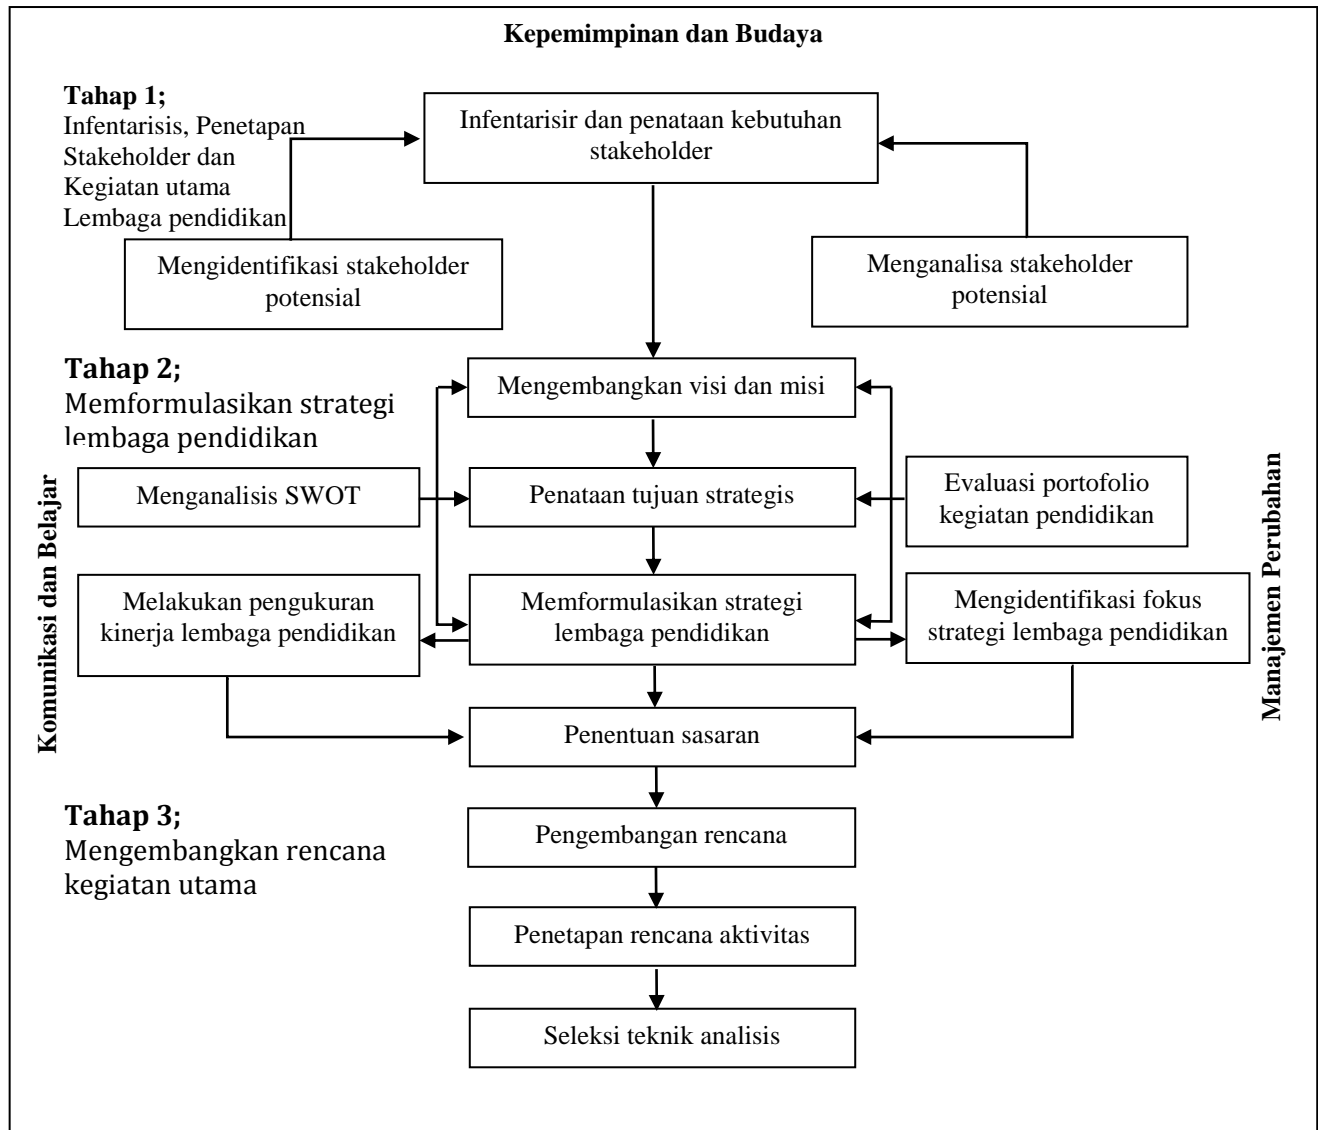 Kepemimpinan dan Budaya
Tahap 1;
Infentarisis, Penetapan
Stakeholder dan
Kegiatan utama
Lembaga pendidikan
Infentarisir dan penataan kebutuhan
stakeholder
Mengidentifikasi stakeholder
potensial
Menganalisa stakeholder
potensial
Tahap 2;
Memformulasikan strategi
lembaga pendidikan
Mengembangkan visi dan misi
Komunikasi dan Belajar
Menganalisis SWOT
Penataan tujuan strategis
Evaluasi portofolio
kegiatan pendidikan
Manajemen Perubahan
Melakukan pengukuran
kinerja lembaga pendidikan
Memformulasikan strategi
lembaga pendidikan
Mengidentifikasi fokus
strategi lembaga pendidikan
Penentuan sasaran
Tahap 3;
Mengembangkan rencana
kegiatan utama
Pengembangan rencana
Penetapan rencana aktivitas
Seleksi teknik analisis